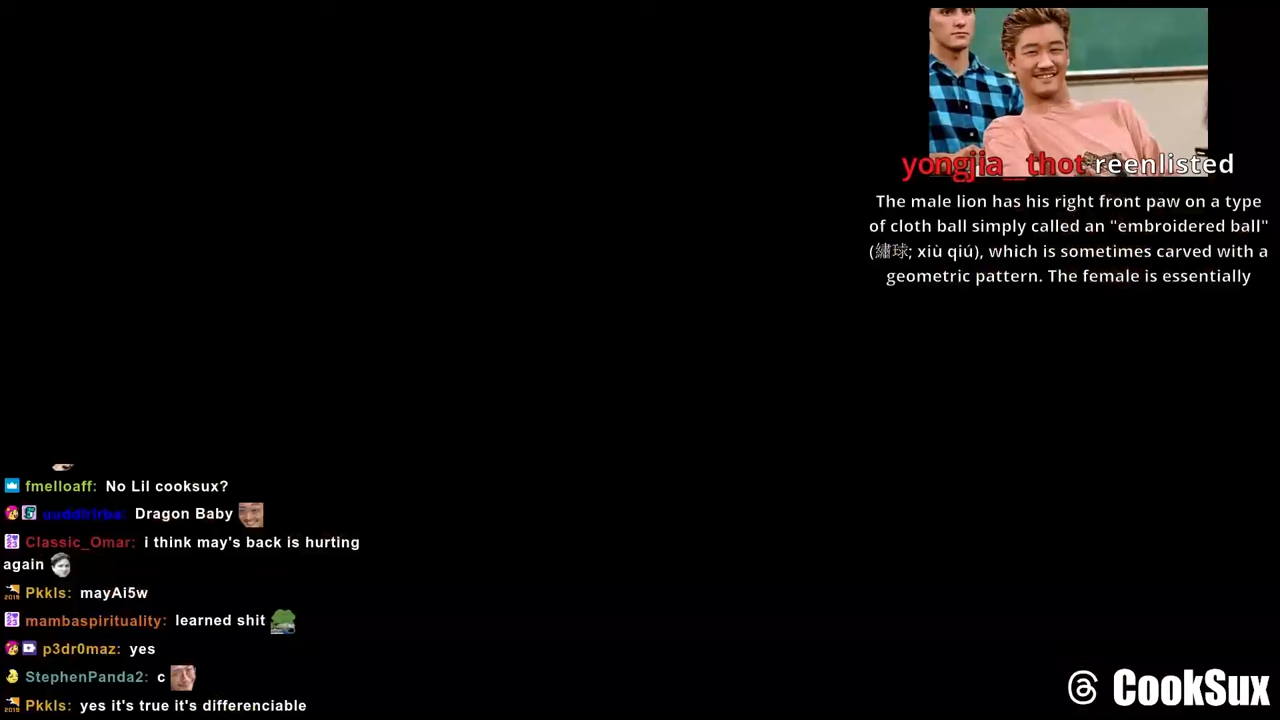 yongjia__thot reenlisted
The male lion has his right front paw on a type
of cloth ball simply called an "embroidered ball"
(繡球; xiù qiú), which is sometimes carved with a
geometric pattern. The female is essentially
fmelloaff: No Lil cooksux?
Dragon Baby
Classic_Omar: i think may's back is hurting
again
Pkkls: mayAi5w
mambaspirituality: learned shit
p3dr0maz: yes
StephenPanda2: c
Pkkls: yes it's true it's differenciable
CookSux